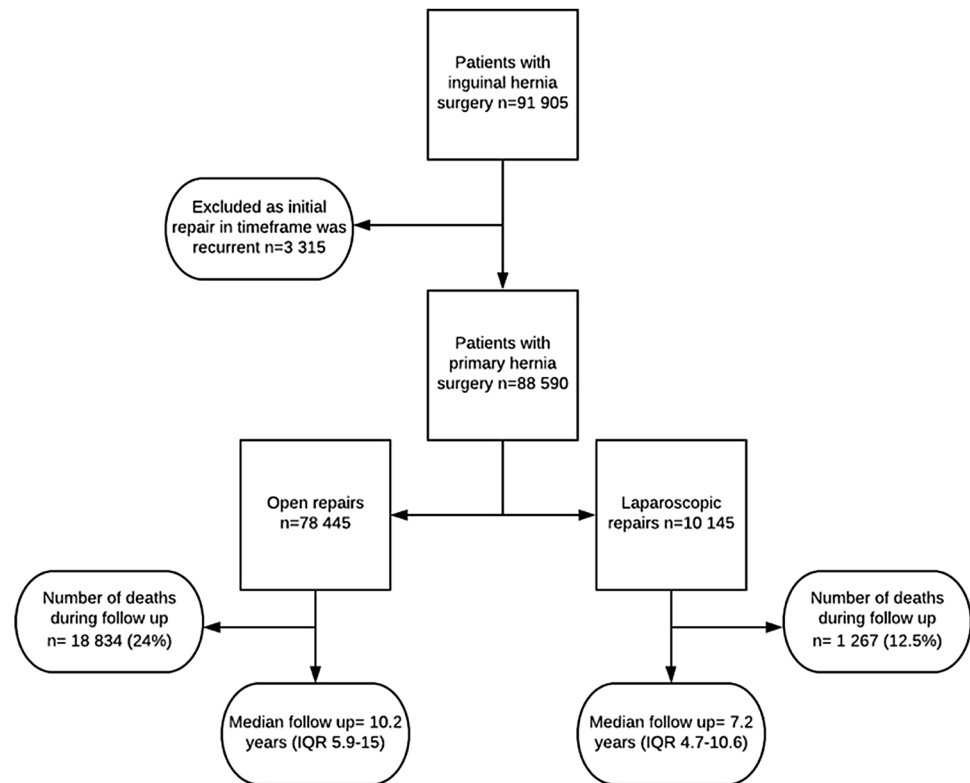 Patients with
inguinal hernia
surgery n=91 905
Excluded as initial
repair in timeframe was
recurrent n=3 315
Patients with
primary hernia
surgery n=88 590
Open repairs
n=78 445
Laparoscopic
repairs n=10 145
Number of deaths
during follow up
n= 18 834 (24%)
Number of deaths
during follow up
n= 1 267 (12.5%)
Median follow up= 10.2
years (IQR 5.9-15)
Median follow up= 7.2
years (IQR 4.7-10.6)